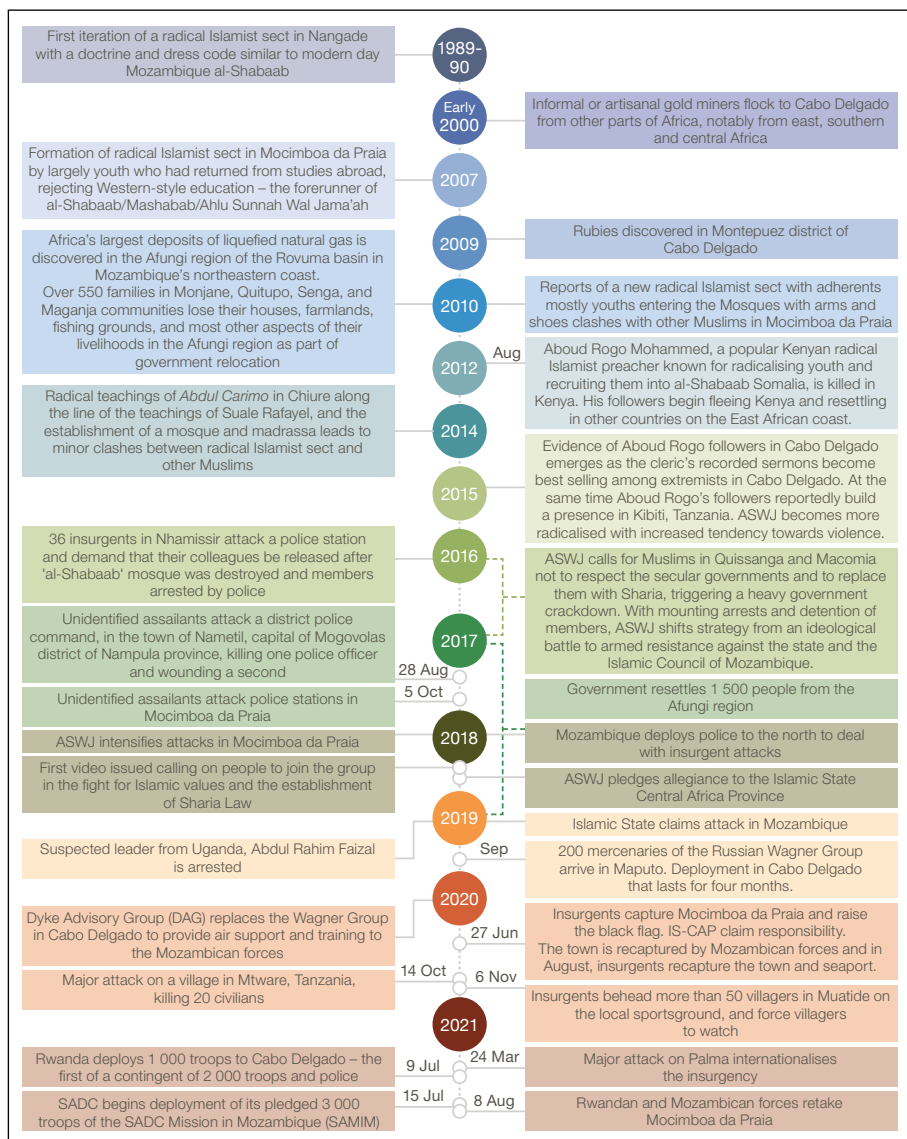 First iteration of a radical Islamist sect in Nangade
with a doctrine and dress code similar to modern day
Mozambique al-Shabaab
1989-
90
Early
2000
Informal or artisanal gold miners flock to Cabo Delgado
from other parts of Africa, notably from east, southern
and central Africa
Formation of radical Islamist sect in Mocimboa da Praia
by largely youth who had returned from studies abroad,
rejecting Western-style education – the forerunner of
al-Shabaab/Mashabab/Ahlu Sunnah Wal Jama'ah
2007
2009
Rubies discovered in Montepuez district of
Cabo Delgado
Africa's largest deposits of liquefied natural gas is
discovered in the Afungi region of the Rovuma basin in
Mozambique's northeastern coast.
Over 550 families in Monjane, Quitupo, Senga, and
Maganja communities lose their houses, farmlands,
fishing grounds, and most other aspects of their
livelihoods in the Afungi region as part of
government relocation
2010
Reports of a new radical Islamist sect with adherents
mostly youths entering the Mosques with arms and
shoes clashes with other Muslims in Mocimboa da Praia
2012
Aug
Aboud Rogo Mohammed, a popular Kenyan radical
Islamist preacher known for radicalising youth and
recruiting them into al-Shabaab Somalia, is killed in
Kenya. His followers begin fleeing Kenya and resettling
in other countries on the East African coast.
Radical teachings of Abdul Carimo in Chiure along
the line of the teachings of Suale Rafayel, and the
establishment of a mosque and madrassa leads to
minor clashes between radical Islamist sect and
other Muslims
2014
2015
Evidence of Aboud Rogo followers in Cabo Delgado
emerges as the cleric's recorded sermons become
best selling among extremists in Cabo Delgado. At the
same time Aboud Rogo's followers reportedly build
a presence in Kibiti, Tanzania. ASWJ becomes more
radicalised with increased tendency towards violence.
36 insurgents in Nhamissir attack a police station
and demand that their colleagues be released after
'al-Shabaab' mosque was destroyed and members
arrested by police
2016
ASWJ calls for Muslims in Quissanga and Macomia
not to respect the secular governments and to replace
them with Sharia, triggering a heavy government
crackdown. With mounting arrests and detention of
members, ASWJ shifts strategy from an ideological
battle to armed resistance against the state and the
Islamic Council of Mozambique.
Unidentified assailants attack a district police
command, in the town of Nametil, capital of Mogovolas
district of Nampula province, killing one police officer
and wounding a second
2017
28 Aug
5 Oct
Unidentified assailants attack police stations in
Mocimboa da Praia
Government resettles 1 500 people from the
Afungi region
ASWJ intensifies attacks in Mocimboa da Praia
2018
Mozambique deploys police to the north to deal
with insurgent attacks
First video issued calling on people to join the group
in the fight for Islamic values and the establishment
of Sharia Law
ASWJ pledges allegiance to the Islamic State
Central Africa Province
2019
Islamic State claims attack in Mozambique
Suspected leader from Uganda, Abdul Rahim Faizal
is arrested
Sep
200 mercenaries of the Russian Wagner Group
arrive in Maputo. Deployment in Cabo Delgado
that lasts for four months.
2020
Dyke Advisory Group (DAG) replaces the Wagner Group
in Cabo Delgado to provide air support and training to
the Mozambican forces
27 Jun
Insurgents capture Mocimboa da Praia and raise
the black flag. IS-CAP claim responsibility.
The town is recaptured by Mozambican forces and in
August, insurgents recapture the town and seaport.
14 Oct
Major attack on a village in Mtware, Tanzania,
killing 20 civilians
6 Nov
Insurgents behead more than 50 villagers in Muatide on
the local sportsground, and force villagers
to watch
2021
24 Mar
Major attack on Palma internationalises
the insurgency
Rwanda deploys 1 000 troops to Cabo Delgado – the
first of a contingent of 2 000 troops and police
9 Jul
15 Jul
SADC begins deployment of its pledged 3 000
troops of the SADC Mission in Mozambique (SAMIM)
8 Aug
Rwandan and Mozambican forces retake
Mocimboa da Praia